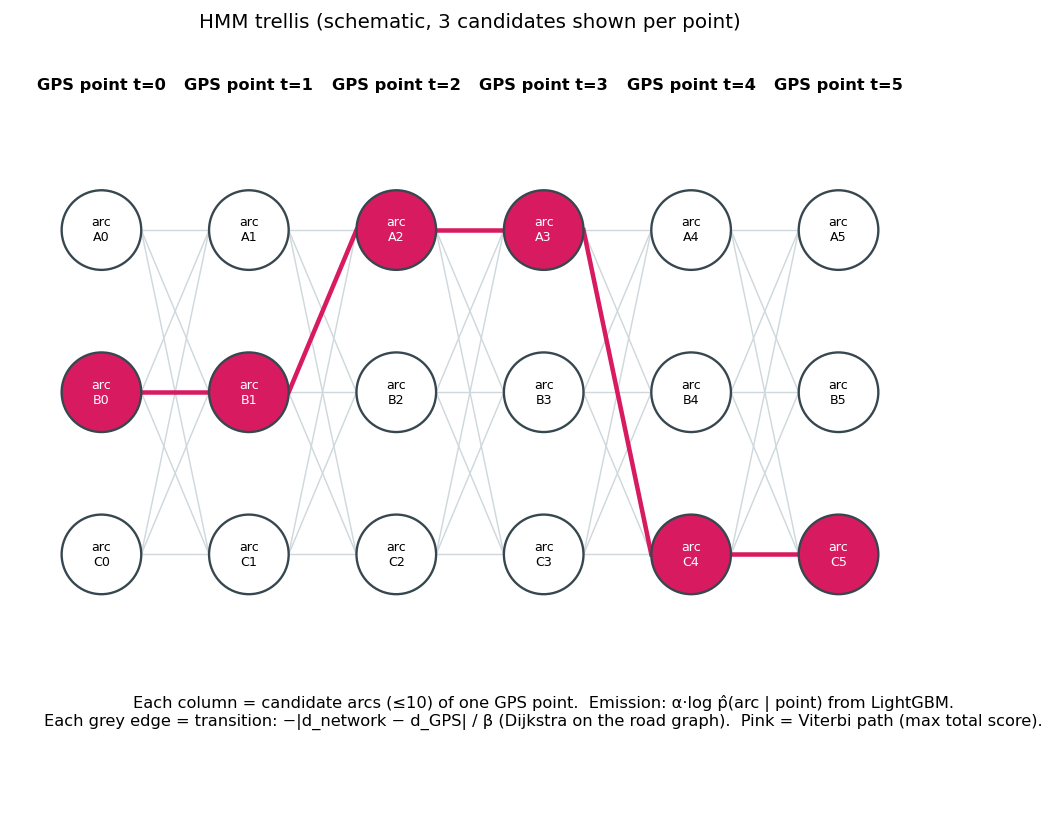 HMM trellis (schematic, 3 candidates shown per point)
GPS point t=0 GPS point t=1 GPS point t=2 GPS point t=3 GPS point t=4 GPS point t=5
arc A0
arc A1
arc A2
arc A3
arc A4
arc A5
arc B0
arc B1
arc B2
arc B3
arc B4
arc B5
arc C0
arc C1
arc C2
arc C3
arc C4
arc C5
Each column = candidate arcs (≤10) of one GPS point.  Emission: α·log p̂(arc | point) from LightGBM.
Each grey edge = transition: −|d_network − d_GPS| / β (Dijkstra on the road graph).  Pink = Viterbi path (max total score).